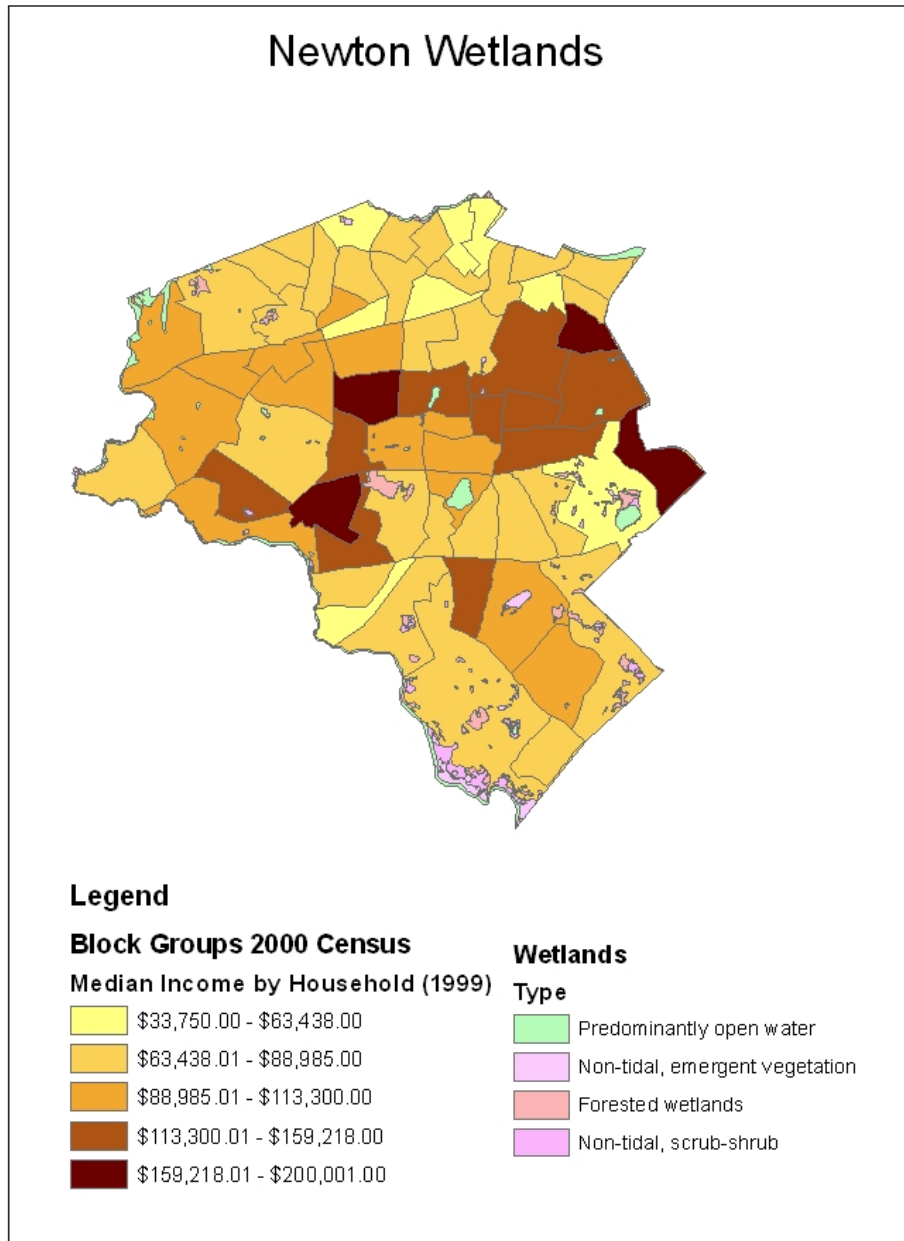 Newton Wetlands
Legend
Block Groups 2000 Census
Median Income by Household (1999)
$33,750.00 - $63,438.00
$63,438.01 - $88,985.00
$88,985.01 - $113,300.00
$113,300.01 - $159,218.00
$159,218.01 - $200,001.00
Wetlands
Type
Predominantly open water
Non-tidal, emergent vegetation
Forested wetlands
Non-tidal, scrub-shrub